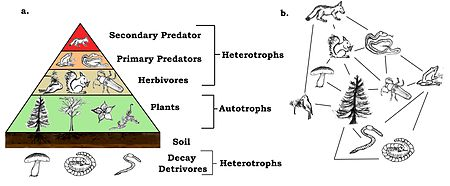 a.
b.
Secondary Predator
Primary Predators
Heterotrophs
Herbivores
Plants
Autotrophs
Soil
Decay
Detrivores
Heterotrophs